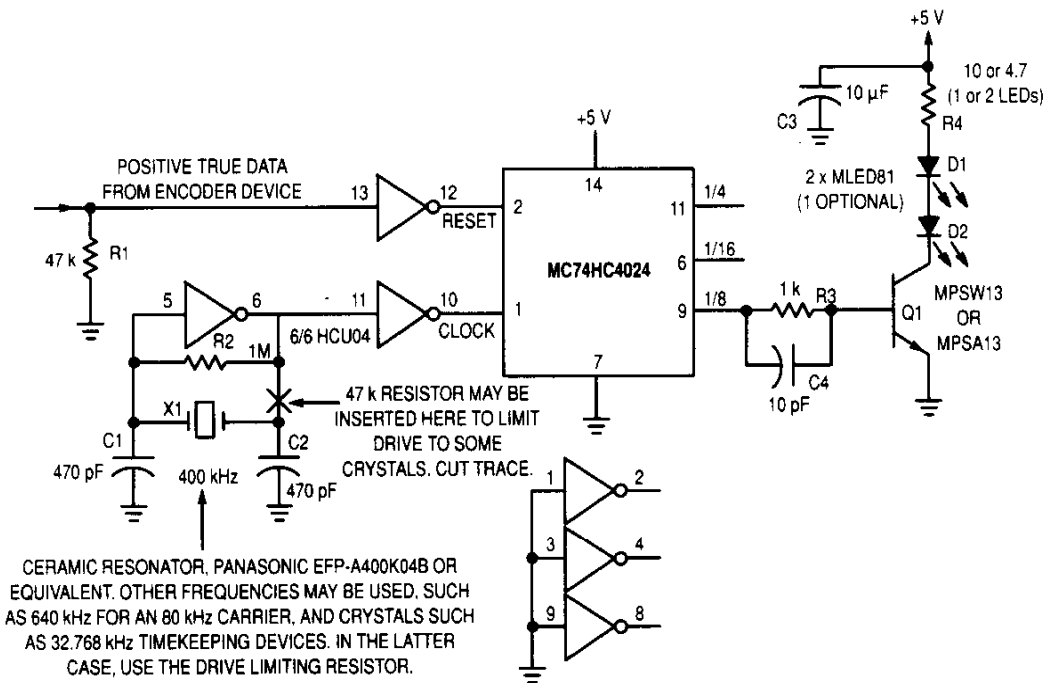 +5 V
10 µF
C3
10 or 4.7
(1 or 2 LEDs)
R4
D1
2 x MLED81
(1 OPTIONAL)
D2
+5 V
POSITIVE TRUE DATA
FROM ENCODER DEVICE
13
12
RESET
2
14
11
1/4
47 k
R1
MC74HC4024
6
1/16
5
6
11
10
CLOCK
1
9
1/8
1 k
R3
Q1
MPSW13
OR
MPSA13
6/6 HCU04
R2
1M
7
C4
10 pF
X1
47 k RESISTOR MAY BE
INSERTED HERE TO LIMIT
DRIVE TO SOME
CRYSTALS. CUT TRACE.
C1
C2
470 pF
400 kHz
470 pF
1
2
3
4
9
8
CERAMIC RESONATOR, PANASONIC EFP-A400K04B OR
EQUIVALENT. OTHER FREQUENCIES MAY BE USED, SUCH
AS 640 kHz FOR AN 80 kHz CARRIER, AND CRYSTALS SUCH
AS 32.768 kHz TIMEKEEPING DEVICES. IN THE LATTER
CASE, USE THE DRIVE LIMITING RESISTOR.